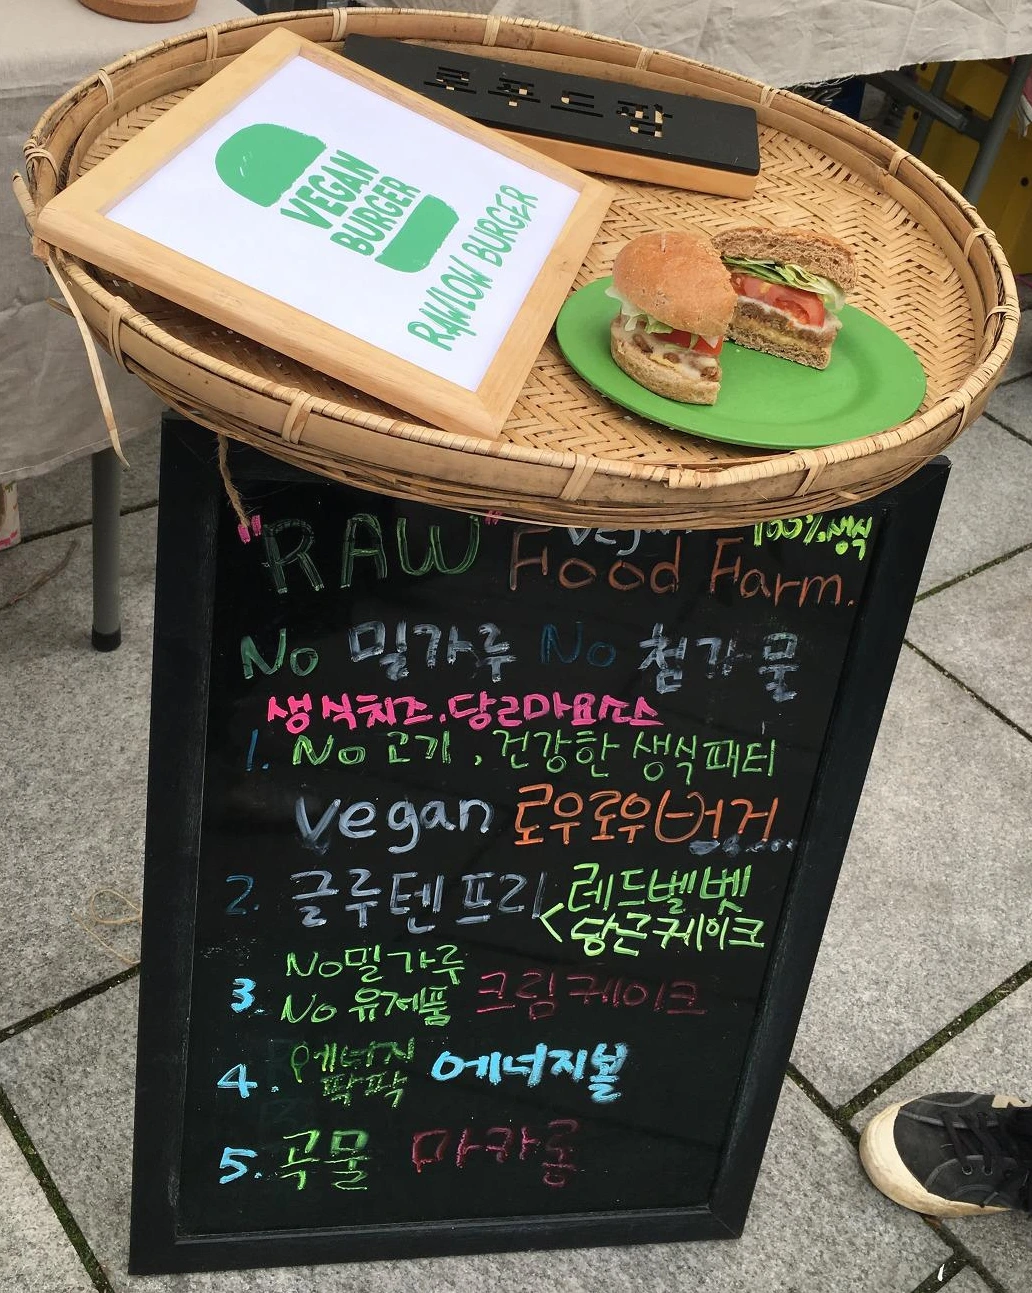 로푸드팜
VEGAN
BURGER
RAWLOW BURGER
"RAW" Vegan 100% 생식
Food Farm.
No 밀가루 No 첨가물
생식치즈.당근마요소스
1. No 고기, 건강한 생식패티
vegan 로우로우버거
2. 글루텐 프리 < 레드벨벳
당근케이크
3. No밀가루
No 유제품 크림케이크
4. 에너지
팍팍 에너지볼
5. 곡물 마카롱